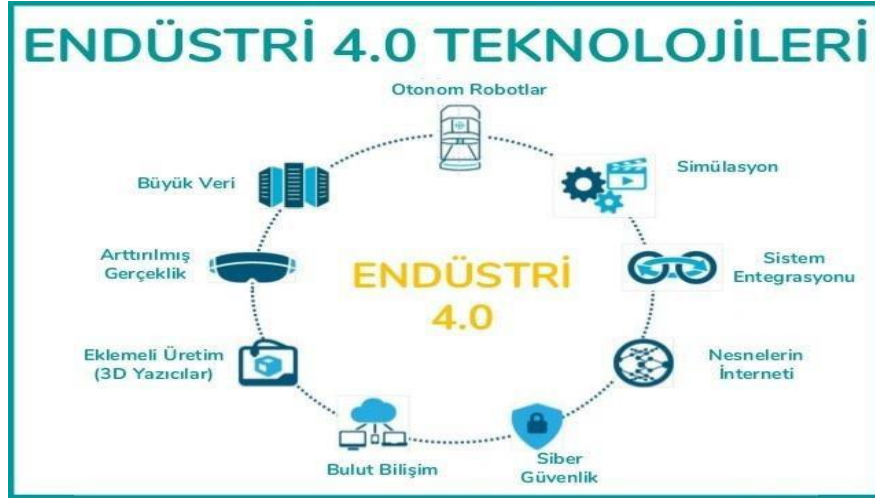 ENDÜSTRİ 4.0 TEKNOLOJİLERİ
Otonom Robotlar
Simülasyon
Sistem
Entegrasyonu
Nesnelerin
İnterneti
Siber
Güvenlik
Bulut Bilişim
Eklemeli Üretim
(3D Yazıcılar)
Arttırılmış
Gerçeklik
Büyük Veri
ENDÜSTRİ
4.0